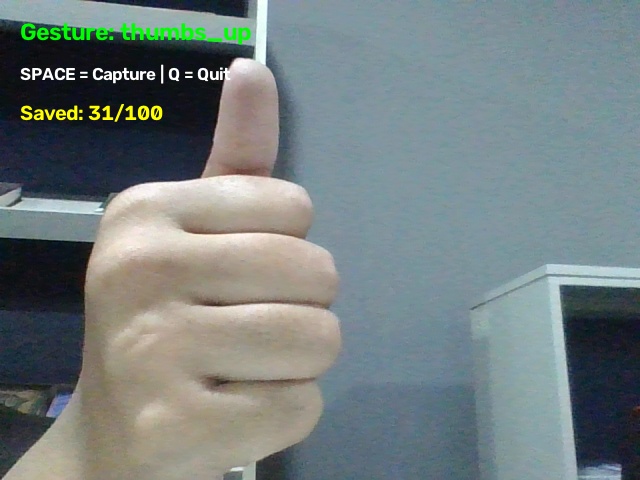 Gesture: thumbs_up
SPACE = Capture | Q = Quit
Saved: 31/100